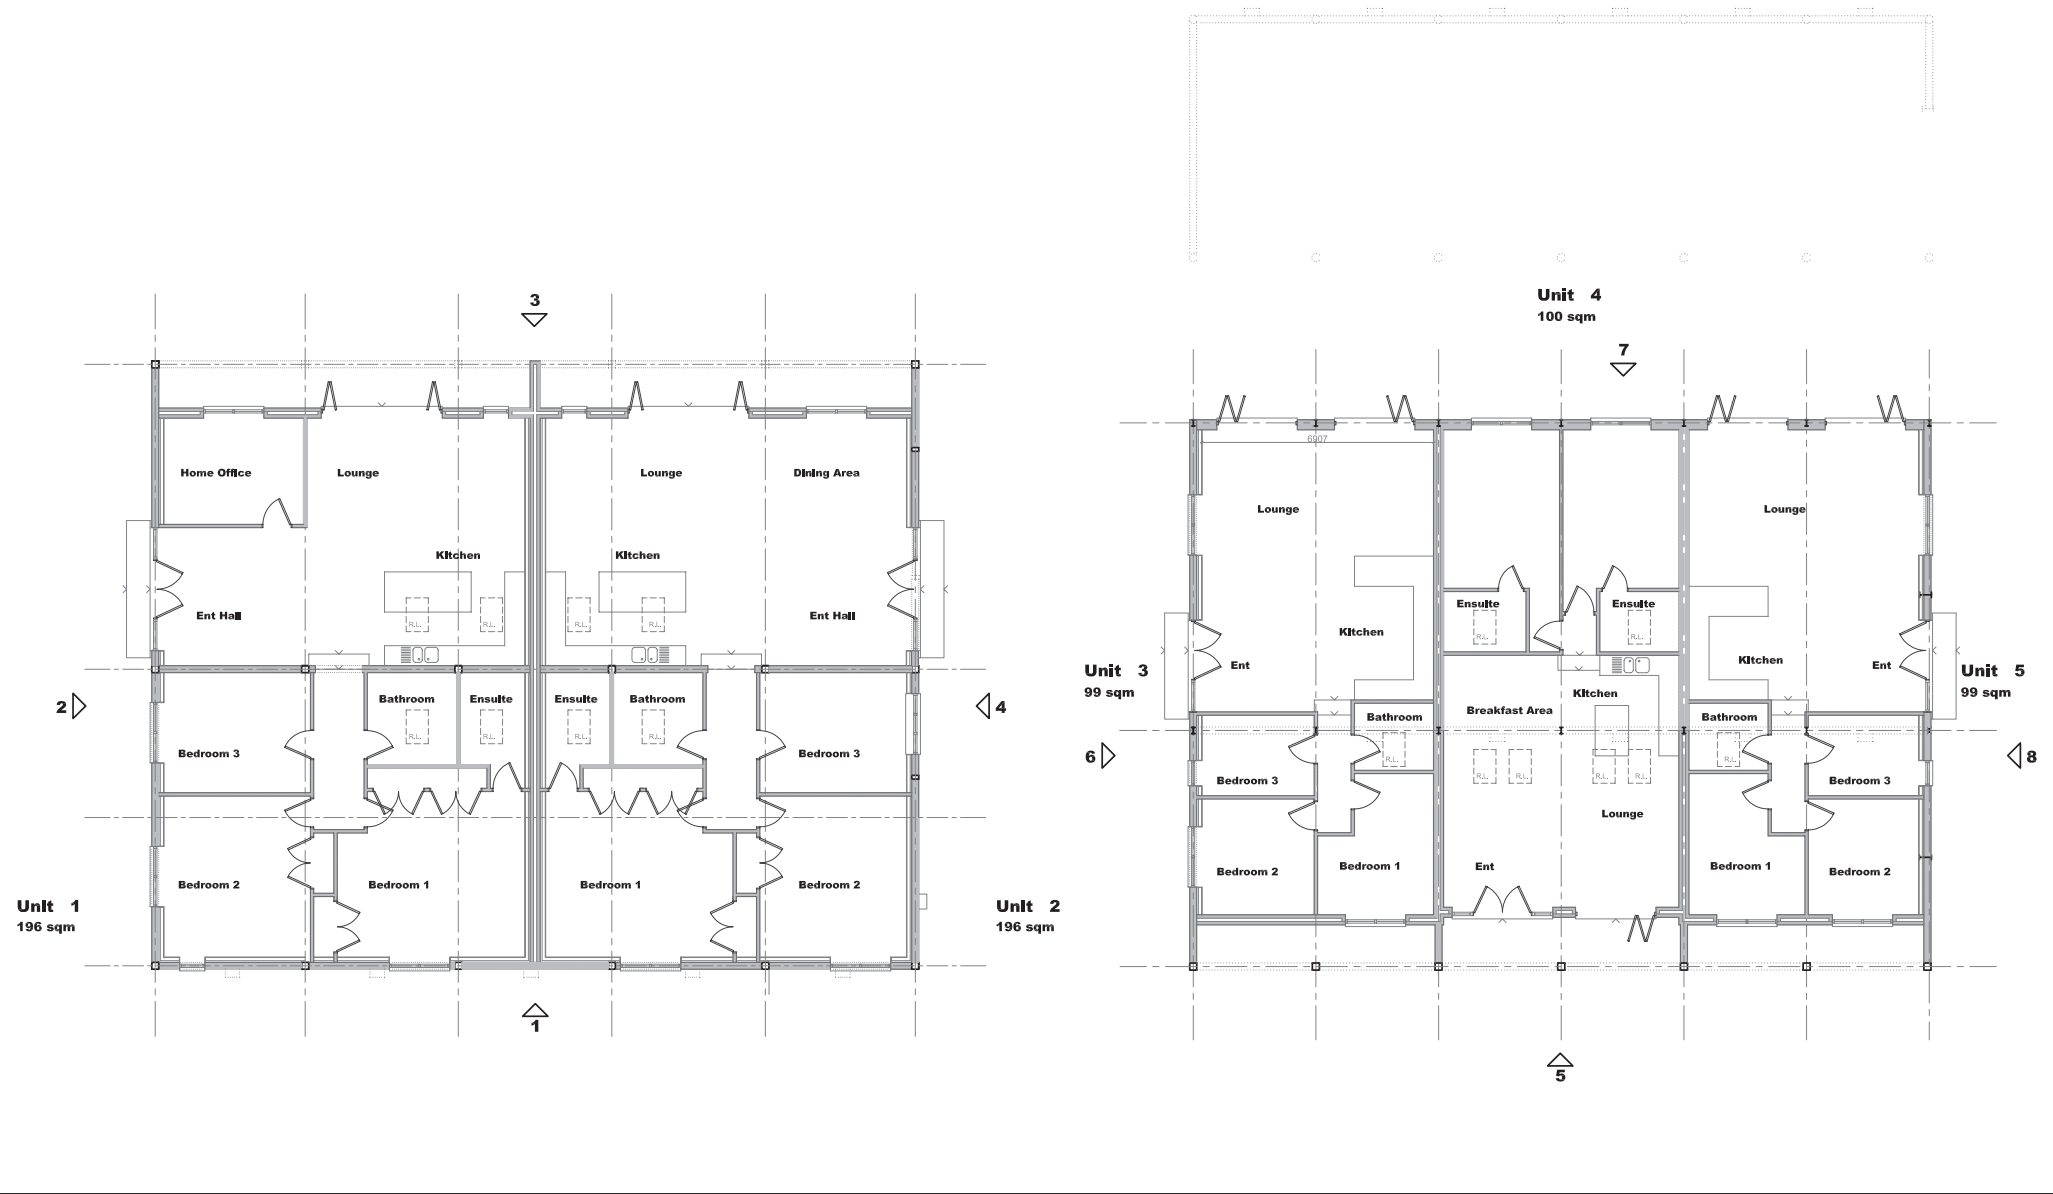 Unit 4
100 sqm
3
7
6907
Home Office
Lounge
Lounge
Dining Area
Lounge
Lounge
Kitchen
Kitchen
Ent Hall
R.L.
R.L.
R.L.
R.L.
Ent Hall
Ensuite
Ensuite
R.L.
R.L.
Kitchen
Kitchen
Unit 3
99 sqm
Ent
Ent
Unit 5
99 sqm
2
Bathroom
Ensuite
Ensuite
Bathroom
4
R.L.
R.L.
R.L.
R.L.
Bedroom 3
Bedroom 3
Kitchen
Breakfast Area
Bathroom
Bathroom
6
R.L.
R.L.
R.L.
R.L.
R.L.
R.L.
8
Bedroom 3
Bedroom 3
Lounge
Bedroom 2
Bedroom 1
Bedroom 1
Bedroom 2
Bedroom 2
Bedroom 1
Ent
Bedroom 1
Bedroom 2
Unit 1
196 sqm
Unit 2
196 sqm
1
5